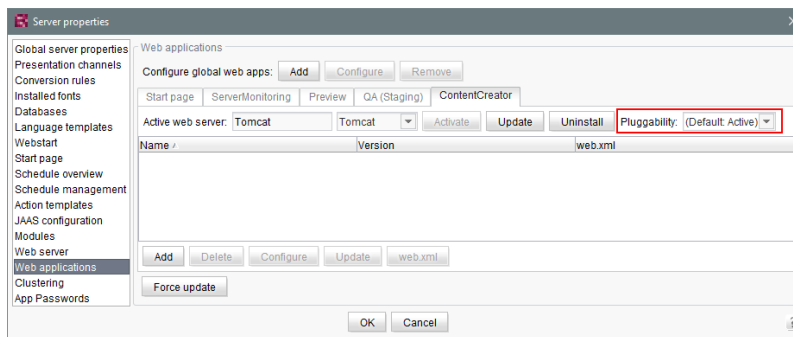 Server properties
Global server properties
Presentation channels
Conversion rules
Installed fonts
Databases
Language templates
Webstart
Start page
Schedule overview
Schedule management
Action templates
JAAS configuration
Modules
Web server
Web applications
Clustering
App Passwords
Web applications
Configure global web apps: Add Configure Remove
Start page ServerMonitoring Preview QA (Staging) ContentCreator
Active web server: Tomcat Tomcat Activate Update Uninstall Pluggability: (Default: Active)
Name Version web.xml
Add Delete Configure Update web.xml
Force update
OK Cancel